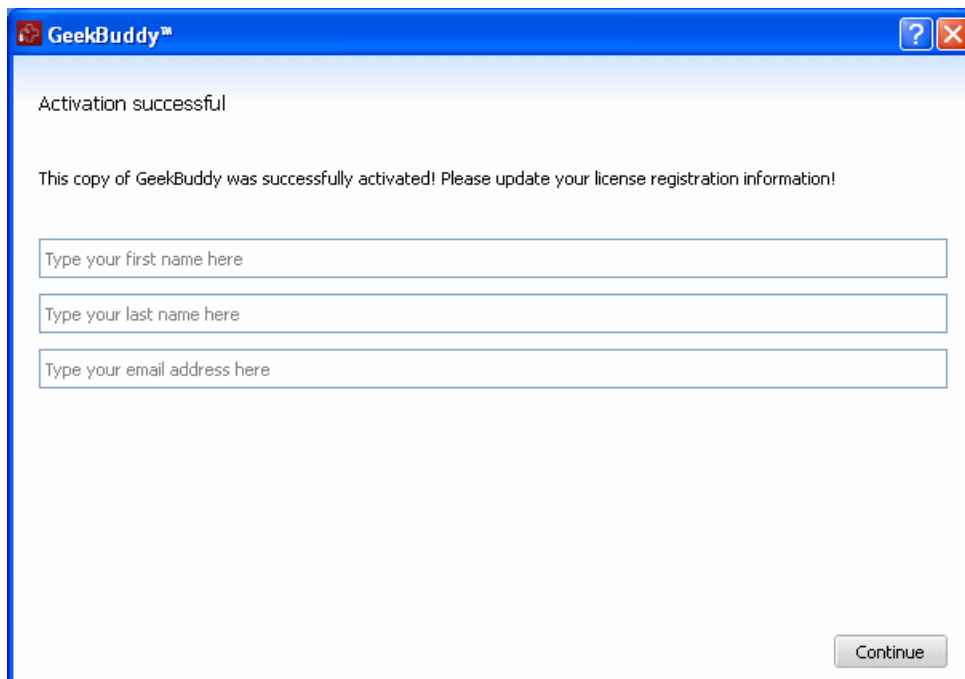 GeekBuddy™
?
Activation successful
This copy of GeekBuddy was successfully activated! Please update your license registration information!
Type your first name here
Type your last name here
Type your email address here
Continue